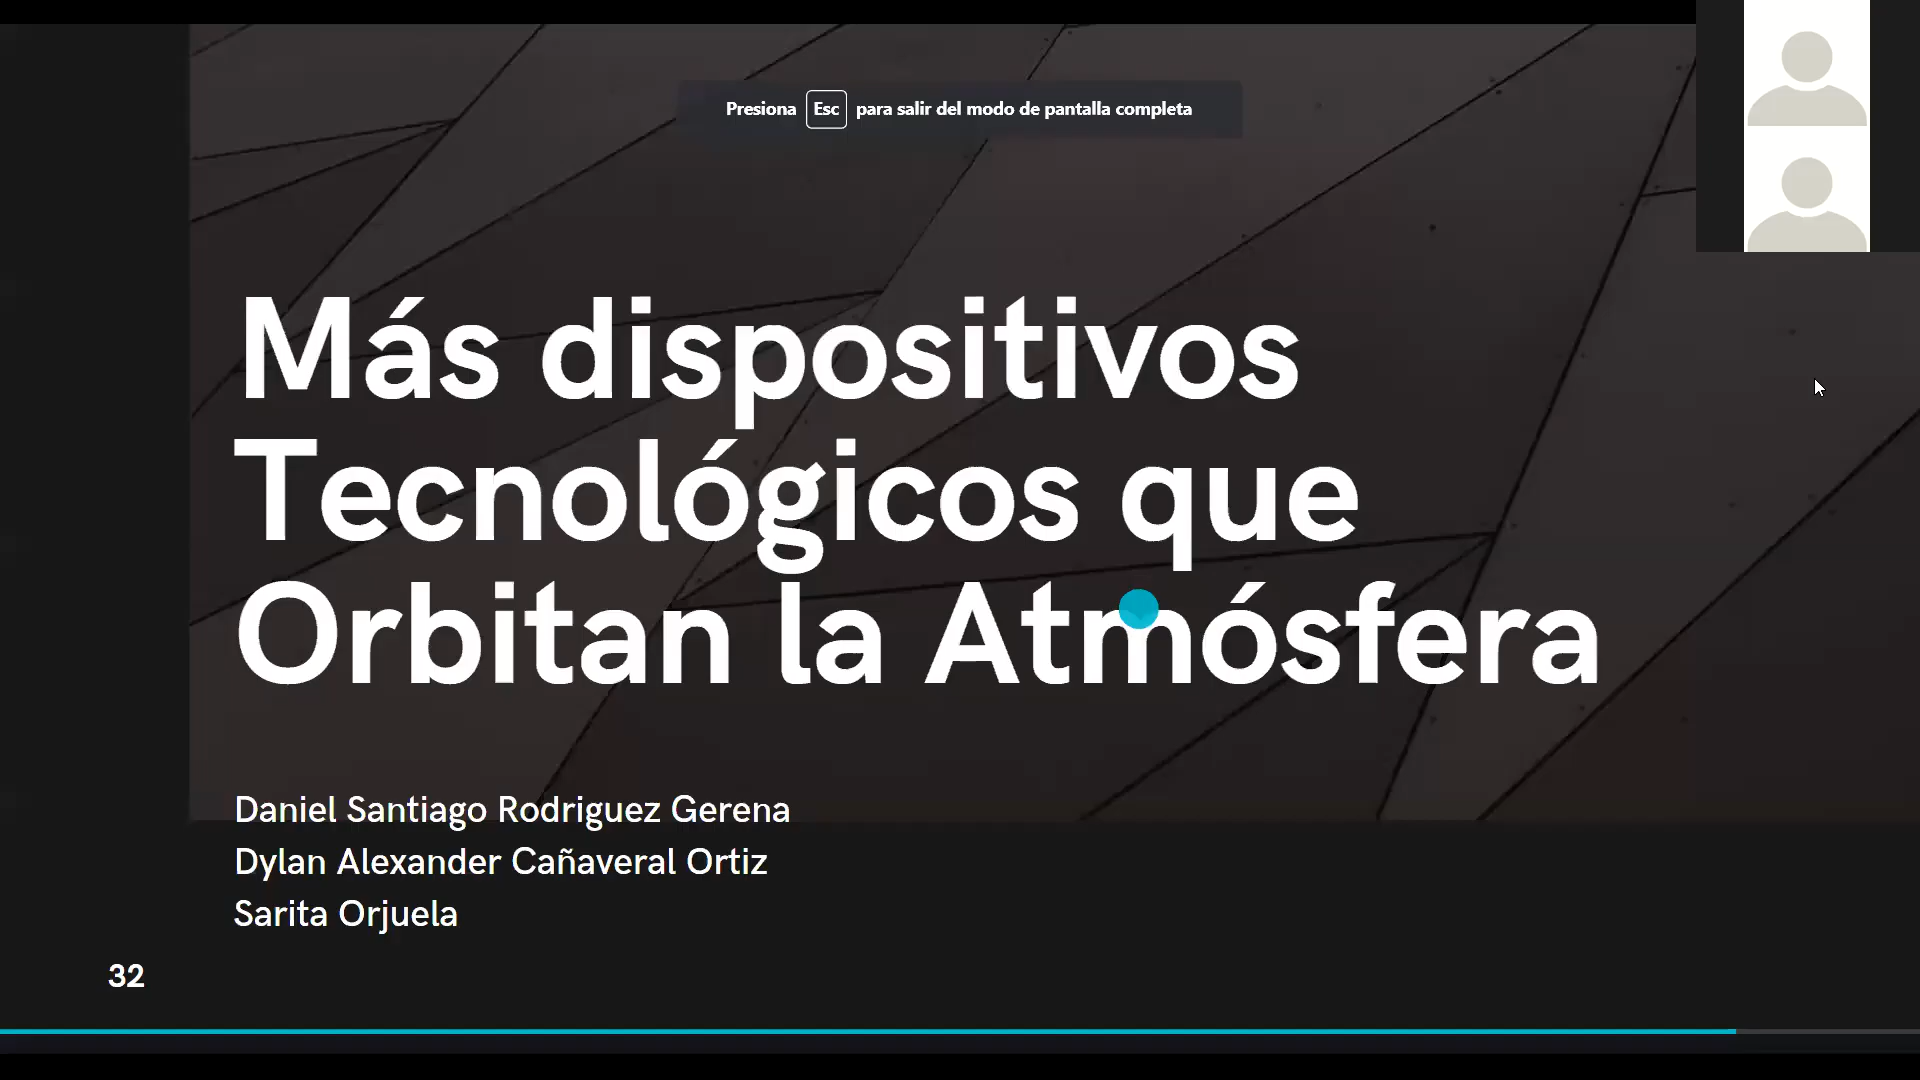 Presiona Esc para salir del modo de pantalla completa
Más dispositivos
Tecnológicos que
Orbitan la Atmósfera
Daniel Santiago Rodriguez Gerena
Dylan Alexander Cañaveral Ortiz
Sarita Orjuela
32